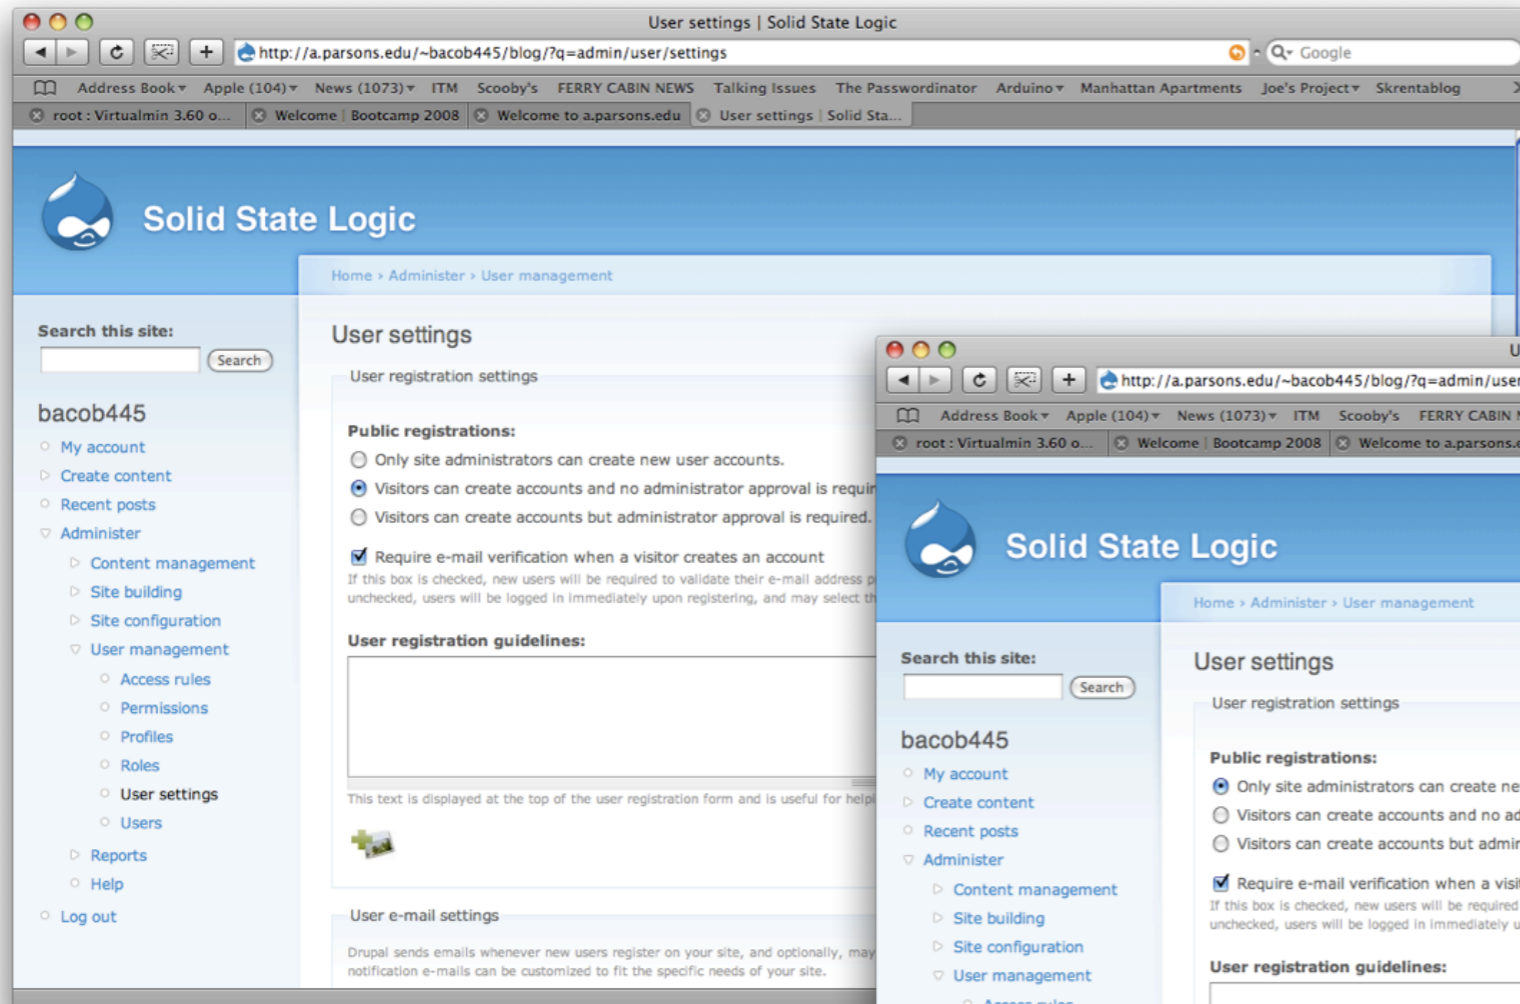 User settings | Solid State Logic
http://a.parsons.edu/~bacob445/blog/?q=admin/user/settings
Google
Address Book Apple (104) News (1073) ITM Scooby's FERRY CABIN NEWS Talking Issues The Passwordinator Arduino Manhattan Apartments Joe's Project Skrentablog
root : Virtualmin 3.60 o... Welcome | Bootcamp 2008 Welcome to a.parsons.edu User settings | Solid Sta...
Solid State Logic
Home › Administer › User management
Search this site:
Search
bacob445
My account
Create content
Recent posts
Administer
Content management
Site building
Site configuration
User management
Access rules
Permissions
Profiles
Roles
User settings
Users
Reports
Help
Log out
User settings
User registration settings
Public registrations:
Only site administrators can create new user accounts.
Visitors can create accounts and no administrator approval is requir
Visitors can create accounts but administrator approval is required.
Require e-mail verification when a visitor creates an account
If this box is checked, new users will be required to validate their e-mail address p
unchecked, users will be logged in immediately upon registering, and may select th
User registration guidelines:
This text is displayed at the top of the user registration form and is useful for helpi
User e-mail settings
Drupal sends emails whenever new users register on your site, and optionally, may
notification e-mails can be customized to fit the specific needs of your site.
U
http://a.parsons.edu/~bacob445/blog/?q=admin/user
Address Book Apple (104) News (1073) ITM Scooby's FERRY CABIN
root : Virtualmin 3.60 o... Welcome | Bootcamp 2008 Welcome to a.parsons.e
Solid State Logic
Home › Administer › User management
Search this site:
Search
bacob445
My account
Create content
Recent posts
Administer
Content management
Site building
Site configuration
User management
Access rules
User settings
User registration settings
Public registrations:
Only site administrators can create ne
Visitors can create accounts and no ad
Visitors can create accounts but admin
Require e-mail verification when a visit
If this box is checked, new users will be required
unchecked, users will be logged in immediately u
User registration guidelines: